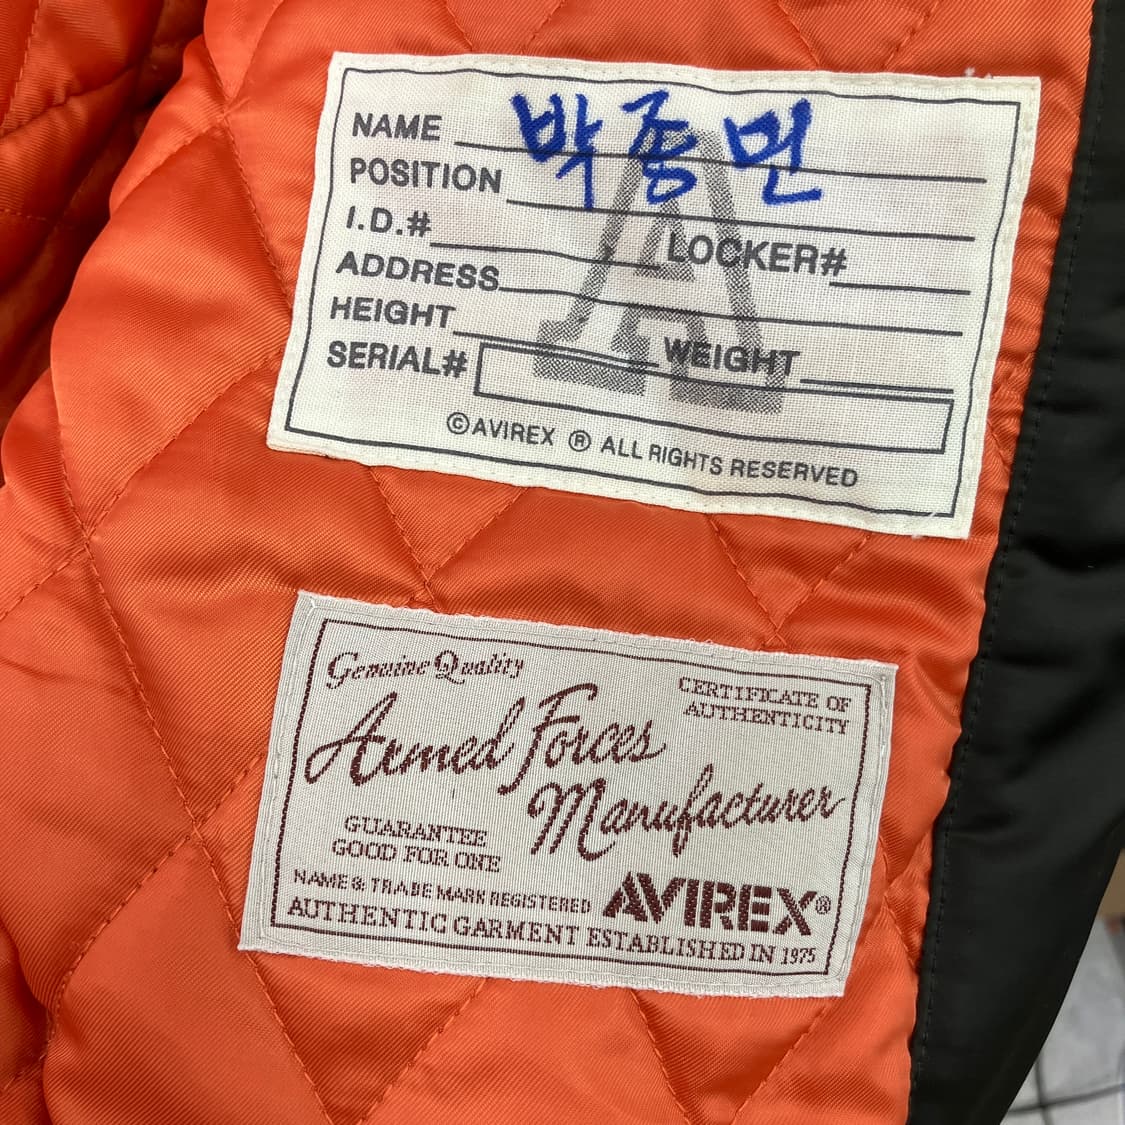 NAME 박종면
POSITION
I.D.# LOCKER#
ADDRESS
HEIGHT WEIGHT
SERIAL#
©AVIREX ® ALL RIGHTS RESERVED
A
Genuine Quality
CERTIFICATE OF
AUTHENTICITY
Armed Forces
Manufacturer
GUARANTEE
GOOD FOR ONE
NAME & TRADE MARK REGISTERED
AVIREX®
AUTHENTIC GARMENT ESTABLISHED IN 1975